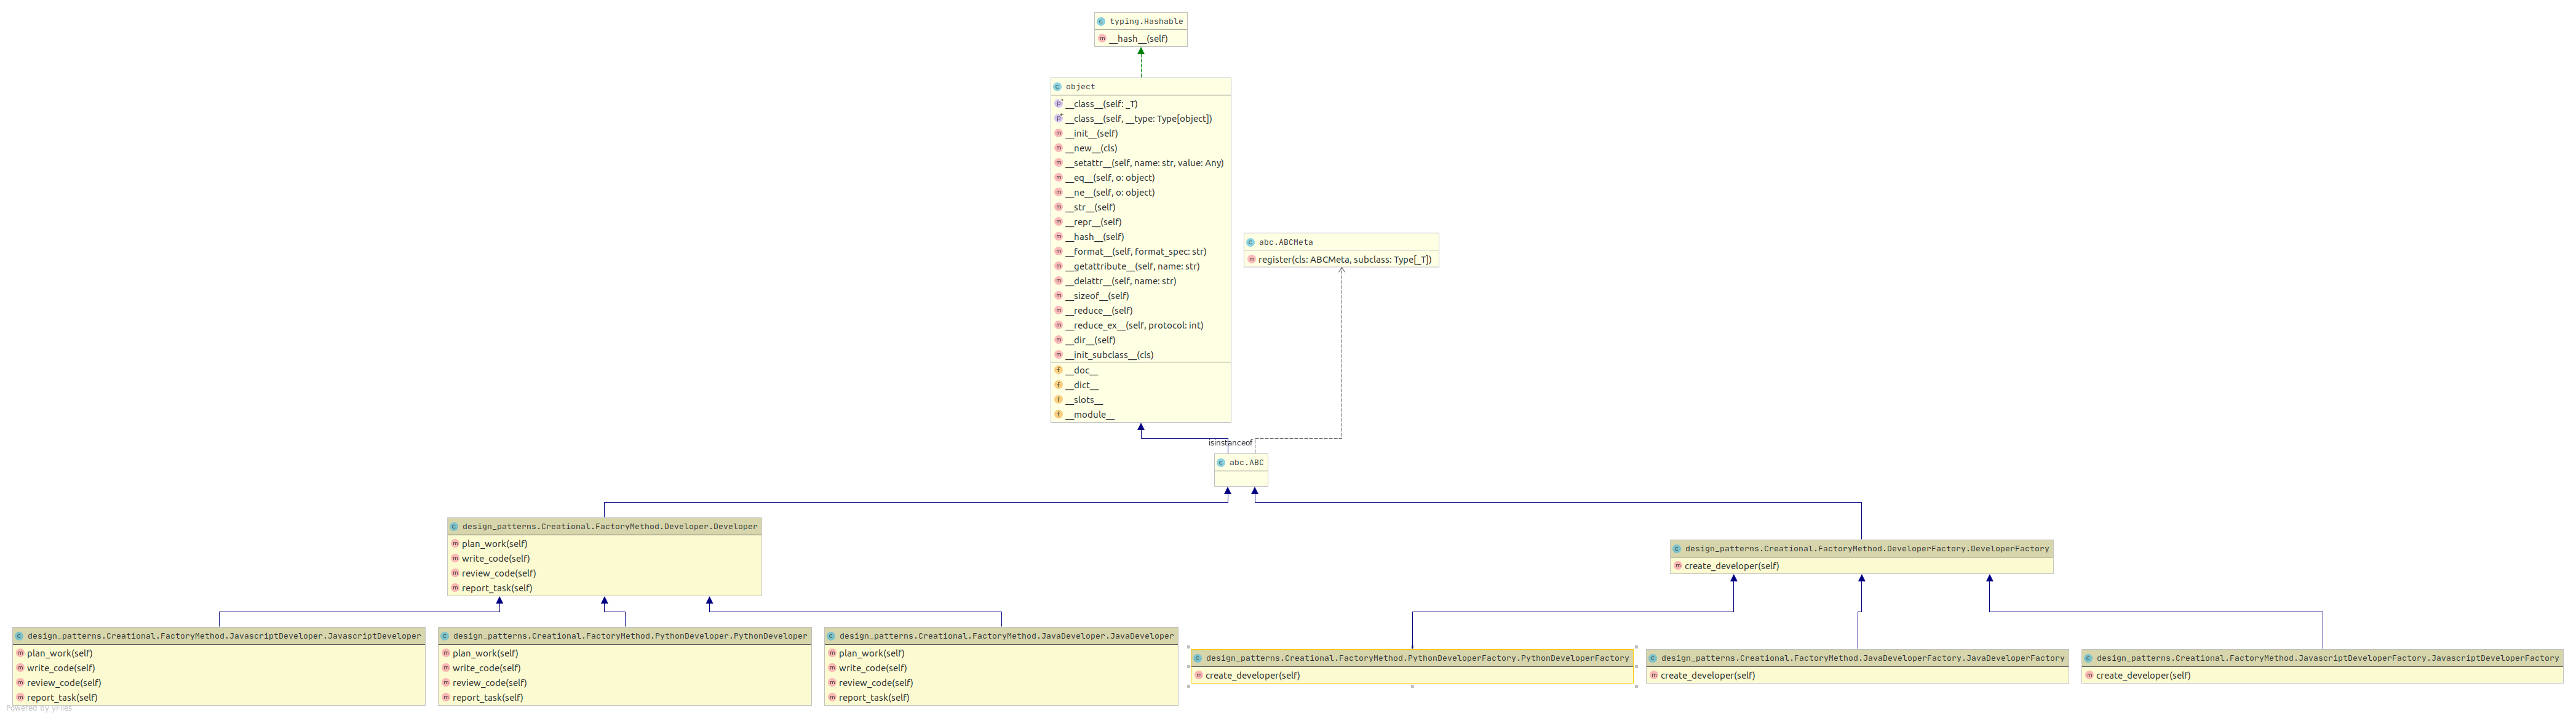 typing.Hashable
__hash__(self)
object
__class__(self: _T)
__class__(self, __type: Type[object])
__init__(self)
__new__(cls)
__setattr__(self, name: str, value: Any)
__eq__(self, o: object)
__ne__(self, o: object)
__str__(self)
__repr__(self)
__hash__(self)
__format__(self, format_spec: str)
__getattribute__(self, name: str)
__delattr__(self, name: str)
__sizeof__(self)
__reduce__(self)
__reduce_ex__(self, protocol: int)
__dir__(self)
__init_subclass__(cls)
__doc__
__dict__
__slots__
__module__
abc.ABCMeta
register(cls: ABCMeta, subclass: Type[_T])
isinstanceof
abc.ABC
design_patterns.Creational.FactoryMethod.Developer.Developer
plan_work(self)
write_code(self)
review_code(self)
report_task(self)
design_patterns.Creational.FactoryMethod.DeveloperFactory.DeveloperFactory
create_developer(self)
design_patterns.Creational.FactoryMethod.JavascriptDeveloper.JavascriptDeveloper
plan_work(self)
write_code(self)
review_code(self)
report_task(self)
design_patterns.Creational.FactoryMethod.PythonDeveloper.PythonDeveloper
plan_work(self)
write_code(self)
review_code(self)
report_task(self)
design_patterns.Creational.FactoryMethod.JavaDeveloper.JavaDeveloper
plan_work(self)
write_code(self)
review_code(self)
report_task(self)
design_patterns.Creational.FactoryMethod.PythonDeveloperFactory.PythonDeveloperFactory
create_developer(self)
design_patterns.Creational.FactoryMethod.JavaDeveloperFactory.JavaDeveloperFactory
create_developer(self)
design_patterns.Creational.FactoryMethod.JavascriptDeveloperFactory.JavascriptDeveloperFactory
create_developer(self)
Powered by yFiles